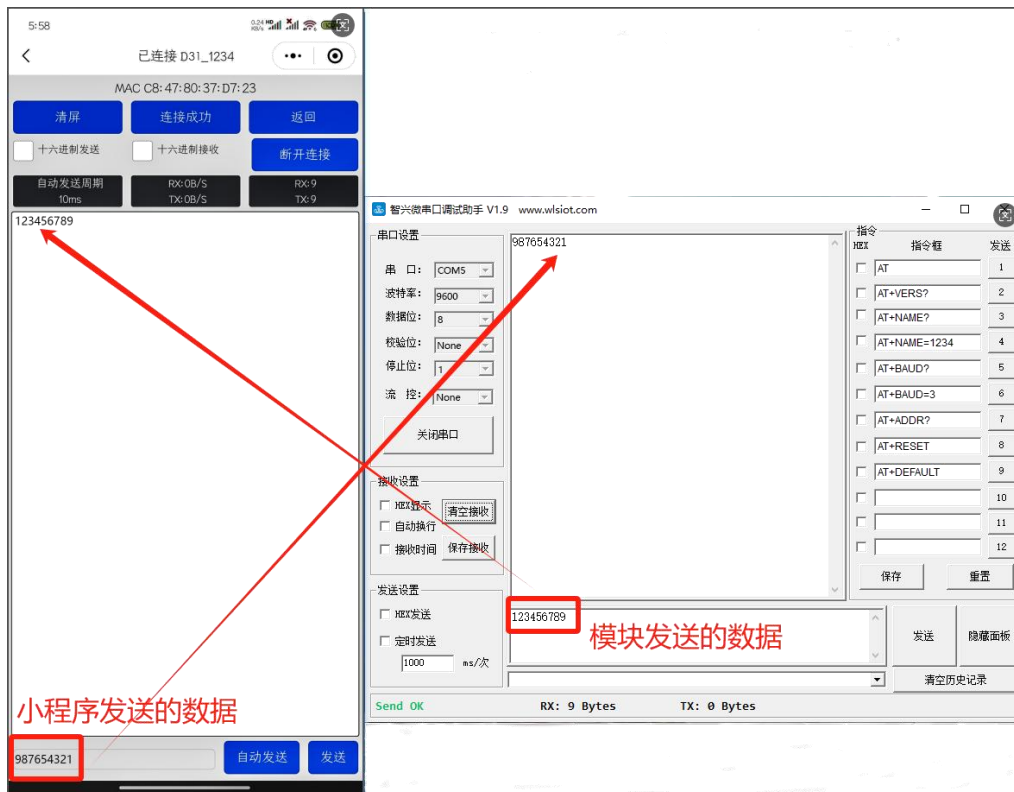 5:58
0.24 KB/s HD
已连接 D31_1234
MAC C8:47:80:37:D7:23
清屏 连接成功 返回
十六进制发送 十六进制接收 断开连接
自动发送周期 10ms RX:0B/S TX:0B/S RX:9 TX:9
123456789
小程序发送的数据
987654321 自动发送 发送
智兴微串口调试助手 V1.9 www.wlsiot.com
串口设置
串 口: COM5
波特率: 9600
数据位: 8
校验位: None
停止位: 1
流 控: None
关闭串口
接收设置
HEX显示 清空接收
自动换行
接收时间 保存接收
发送设置
HEX发送
定时发送
1000 ms/次
987654321
123456789
模块发送的数据
指令
HEX 指令框 发送
AT 1
AT+VERS? 2
AT+NAME? 3
AT+NAME=1234 4
AT+BAUD? 5
AT+BAUD=3 6
AT+ADDR? 7
AT+RESET 8
AT+DEFAULT 9
10
11
12
保存 重置
发送 隐藏面板
清空历史记录
Send OK RX: 9 Bytes TX: 0 Bytes